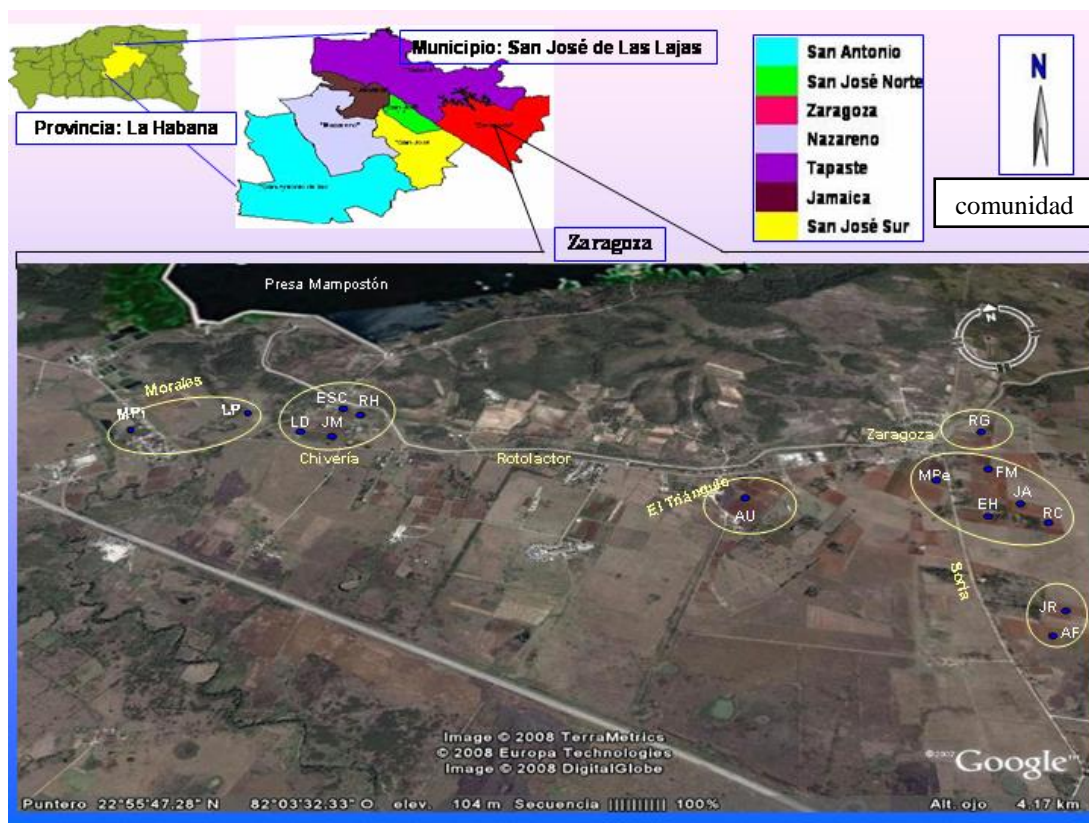 Municipio: San José de Las Lajas
Provincia: La Habana
San Antonio
San José Norte
Zaragoza
Nazareno
Tapaste
Jamaica
San José Sur
N
comunidad
Zaragoza
Presa Mampostón
N
Morales
LP
ESC
RH
LD
JM
Chivería
Rotolactor
El Triángulo
AU
Zaragoza
RG
MPe
FM
JA
EH
RC
Soria
JR
AF
Image © 2008 TerraMetrics
© 2008 Europa Technologies
Image © 2008 DigitalGlobe
©2007 Google™
Puntero 22°55'47.28" N 82°03'32.33" O elev. 104 m Secuencia |||||||||| 100% Alt. ojo 4.17 km